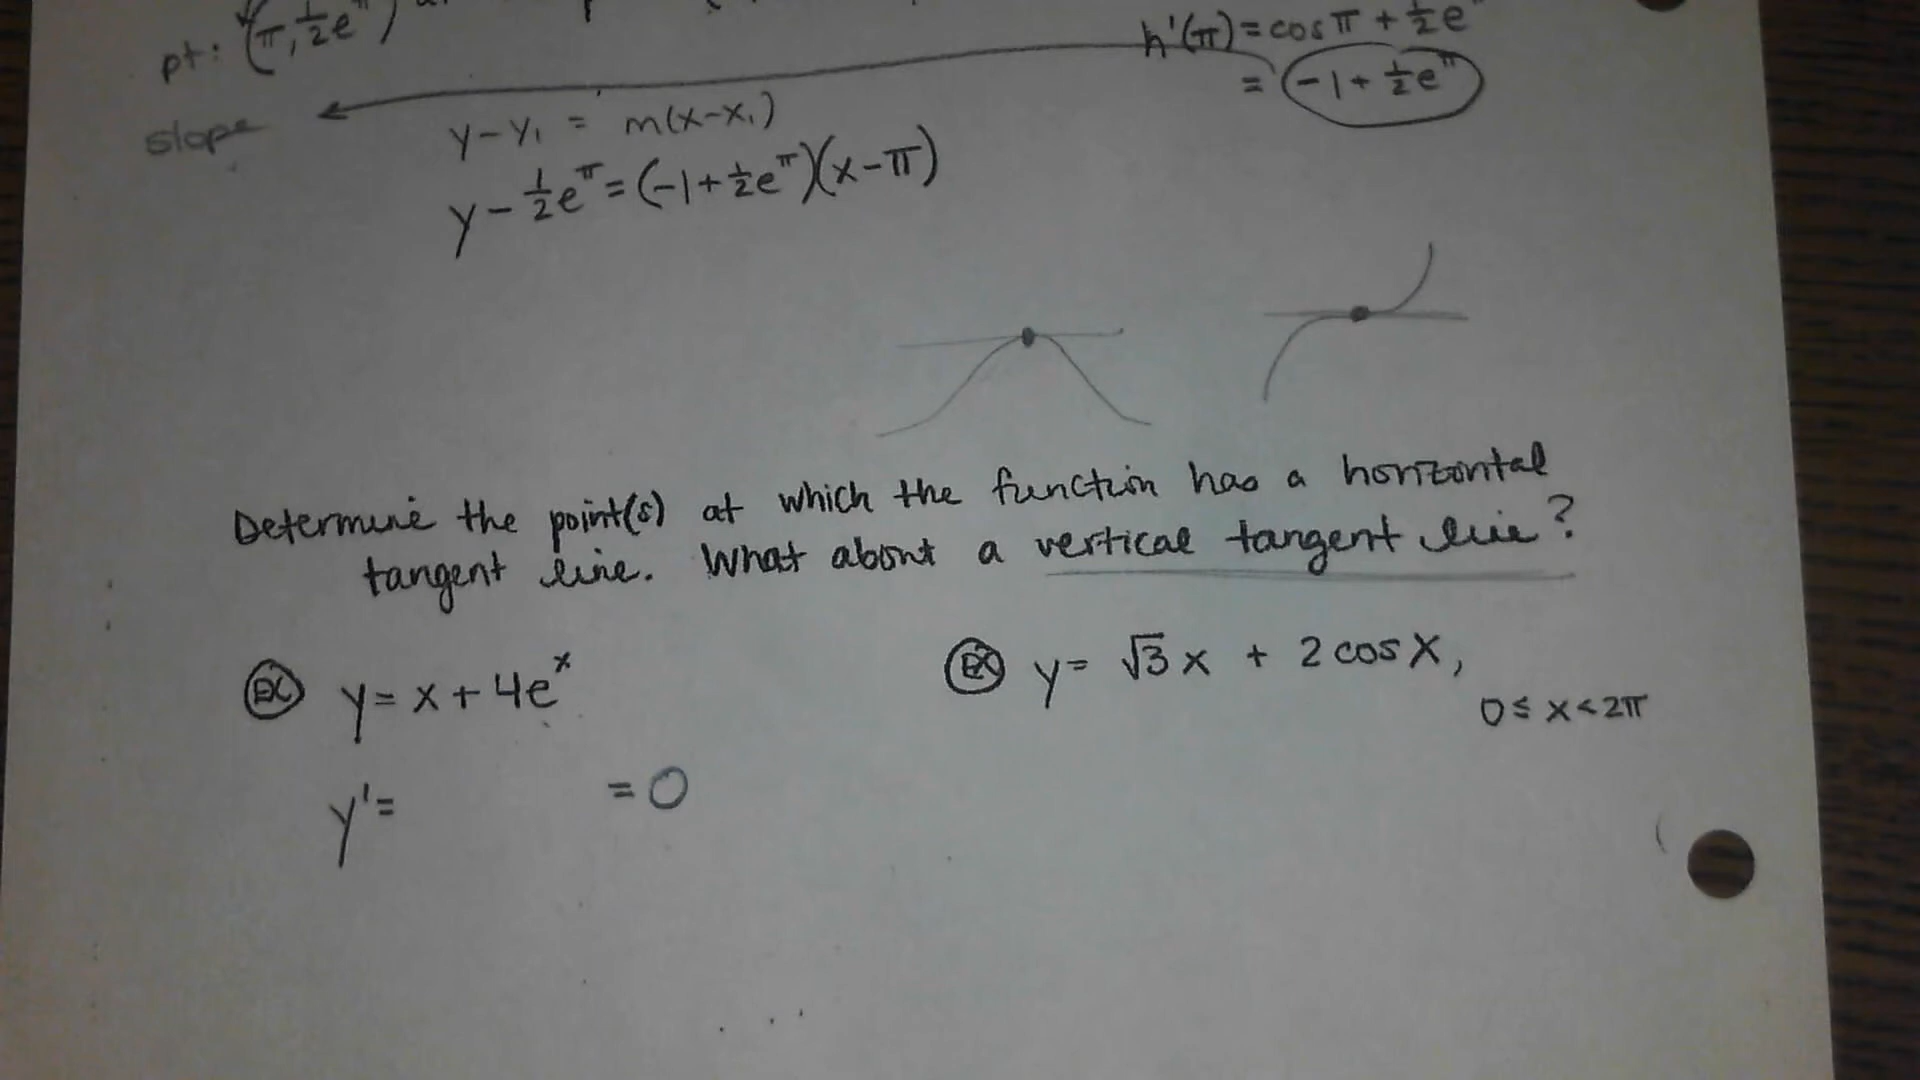 pt: (π, ½e^π)
h'(π) = cos π + ½e^π
= -1 + ½e^π
slope
y - y₁ = m(x - x₁)
y - ½e^π = (-1 + ½e^π)(x - π)
Determine the point(s) at which the function has a horizontal
tangent line. What about a vertical tangent line?
EX y = x + 4e^x
EX y = √3x + 2 cos x,
0 ≤ x < 2π
y' = = 0